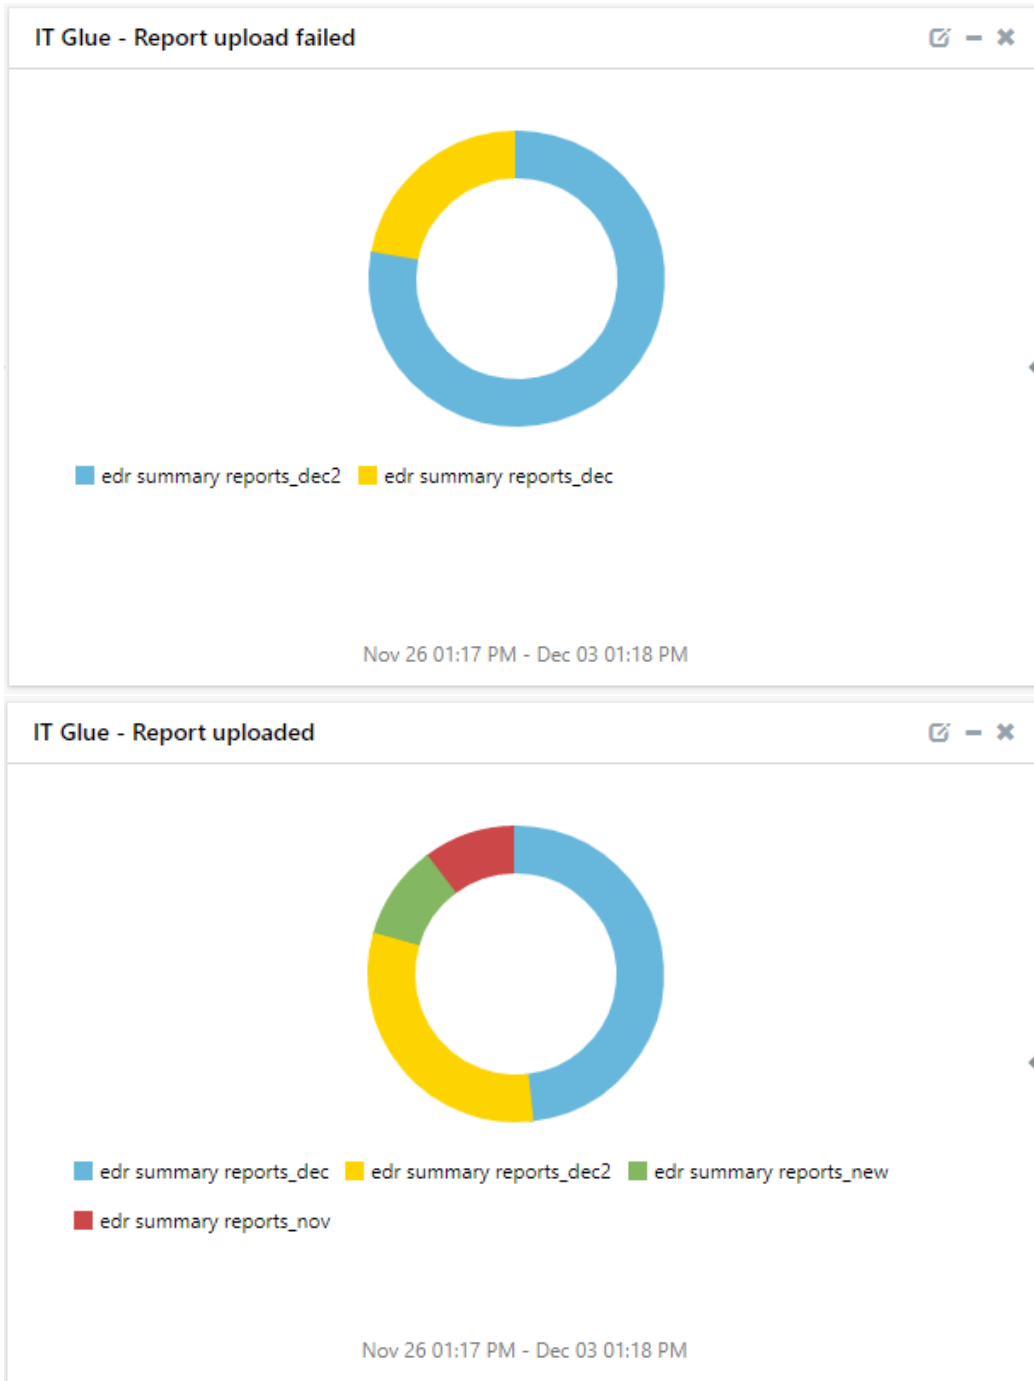 IT Glue - Report upload failed
edr summary reports_dec2 edr summary reports_dec
Nov 26 01:17 PM - Dec 03 01:18 PM
IT Glue - Report uploaded
edr summary reports_dec edr summary reports_dec2 edr summary reports_new
edr summary reports_nov
Nov 26 01:17 PM - Dec 03 01:18 PM